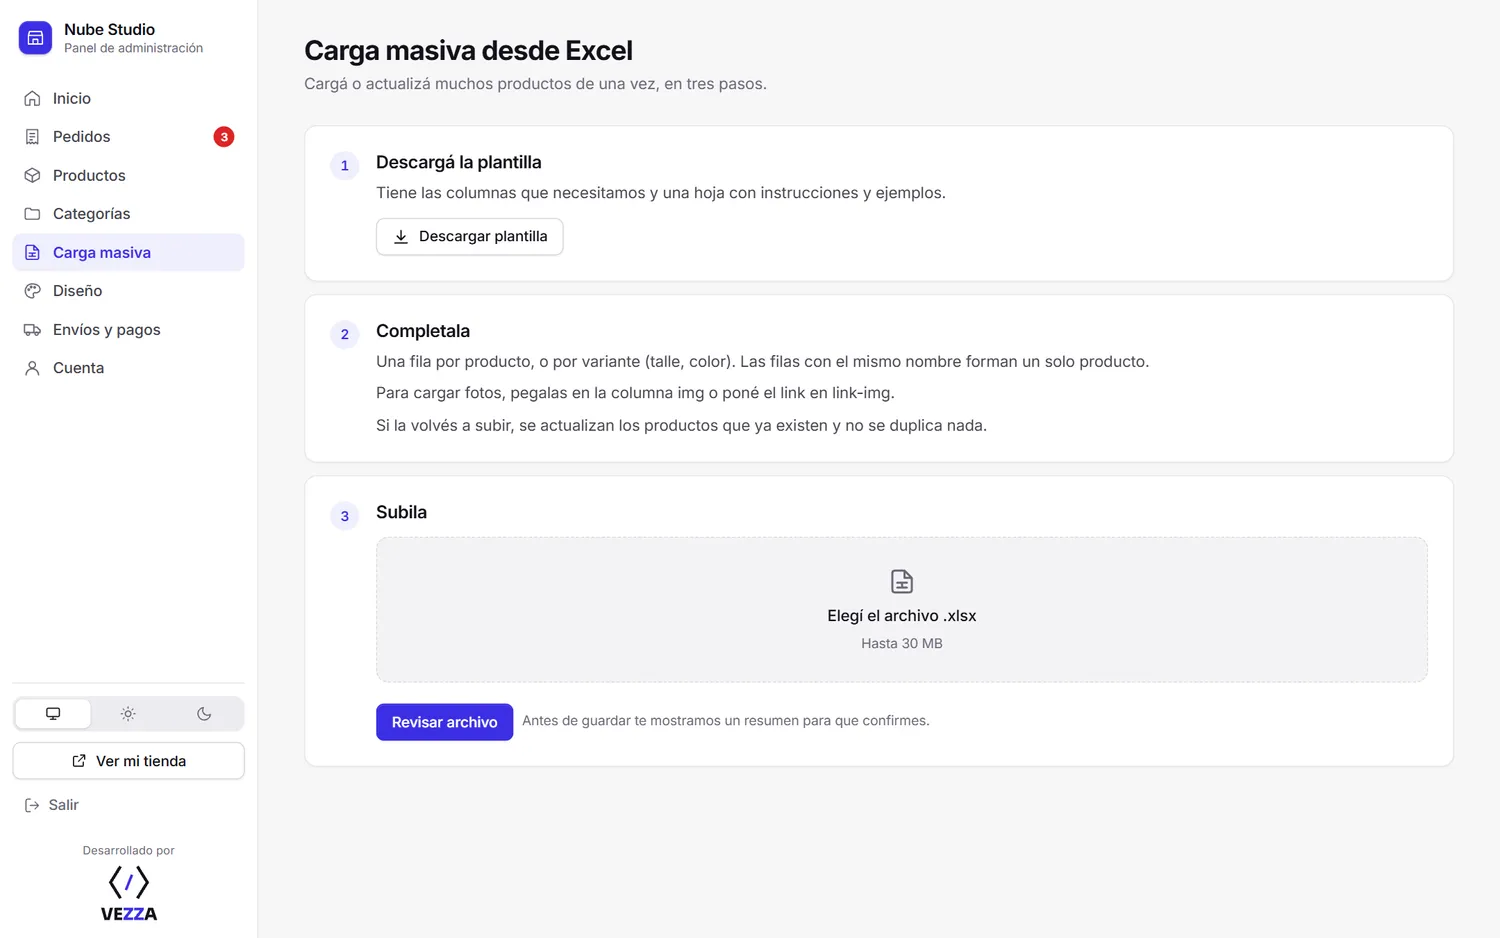 Nube Studio
Panel de administración
Inicio
Pedidos
3
Productos
Categorías
Carga masiva
Diseño
Envíos y pagos
Cuenta
Ver mi tienda
Salir
Desarrollado por
VEZZA
Carga masiva desde Excel
Cargá o actualizá muchos productos de una vez, en tres pasos.
1
Descargá la plantilla
Tiene las columnas que necesitamos y una hoja con instrucciones y ejemplos.
Descargar plantilla
2
Completala
Una fila por producto, o por variante (talle, color). Las filas con el mismo nombre forman un solo producto.
Para cargar fotos, pegalas en la columna img o poné el link en link-img.
Si la volvés a subir, se actualizan los productos que ya existen y no se duplica nada.
3
Subila
Elegí el archivo .xlsx
Hasta 30 MB
Revisar archivo
Antes de guardar te mostramos un resumen para que confirmes.